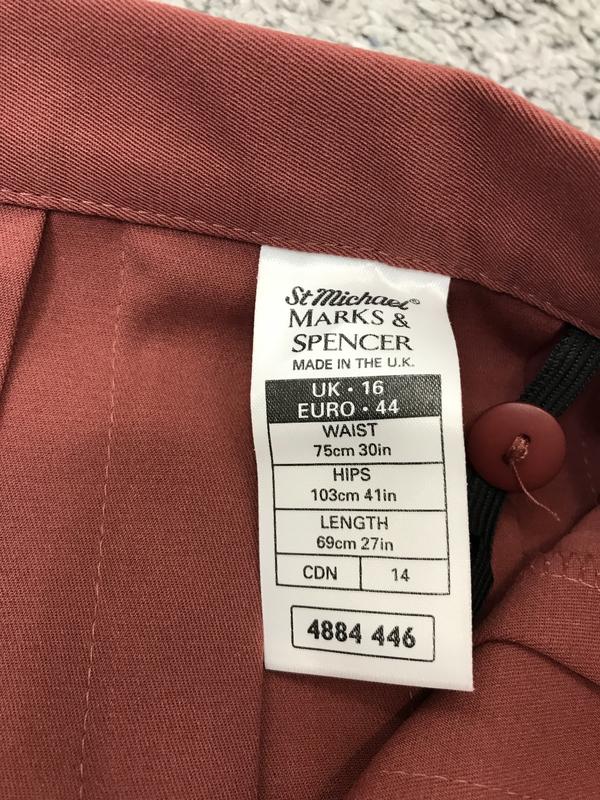 St Michael®
MARKS &
SPENCER
MADE IN THE U.K.
UK · 16
EURO · 44
WAIST
75cm 30in
HIPS
103cm 41in
LENGTH
69cm 27in
CDN 14
4884 446